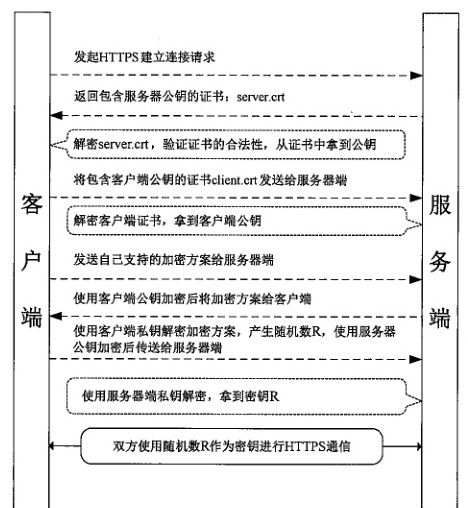 发起HTTPS建立连接请求
返回包含服务器公钥的证书：server.crt
解密server.crt，验证证书的合法性，从证书中拿到公钥
将包含客户端公钥的证书client.crt发送给服务器端
解密客户端证书，拿到客户端公钥
发送自己支持的加密方案给服务器端
使用客户端公钥加密后将加密方案给客户端
使用客户端私钥解密加密方案，产生随机数R，使用服务器
公钥加密后传送给服务器端
使用服务器端私钥解密，拿到密钥R
双方使用随机数R作为密钥进行HTTPS通信
客户端
服务端